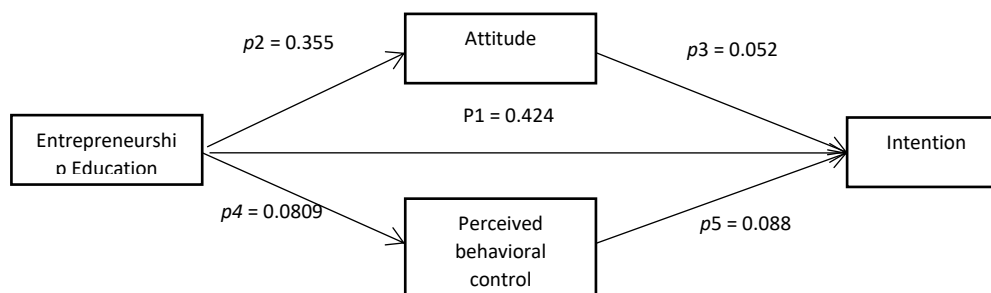 p2 = 0.355
Attitude
p3 = 0.052
P1 = 0.424
Entrepreneurshi
p Education
Intention
p4 = 0.0809
Perceived
behavioral
control
p5 = 0.088